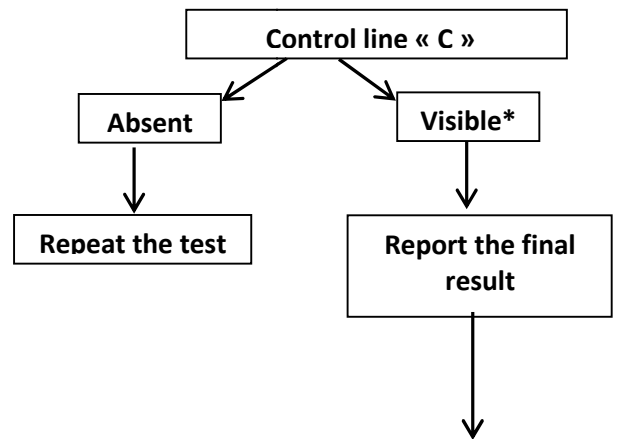 Control line « C »
Absent
Visible*
Repeat the test
Report the final
result